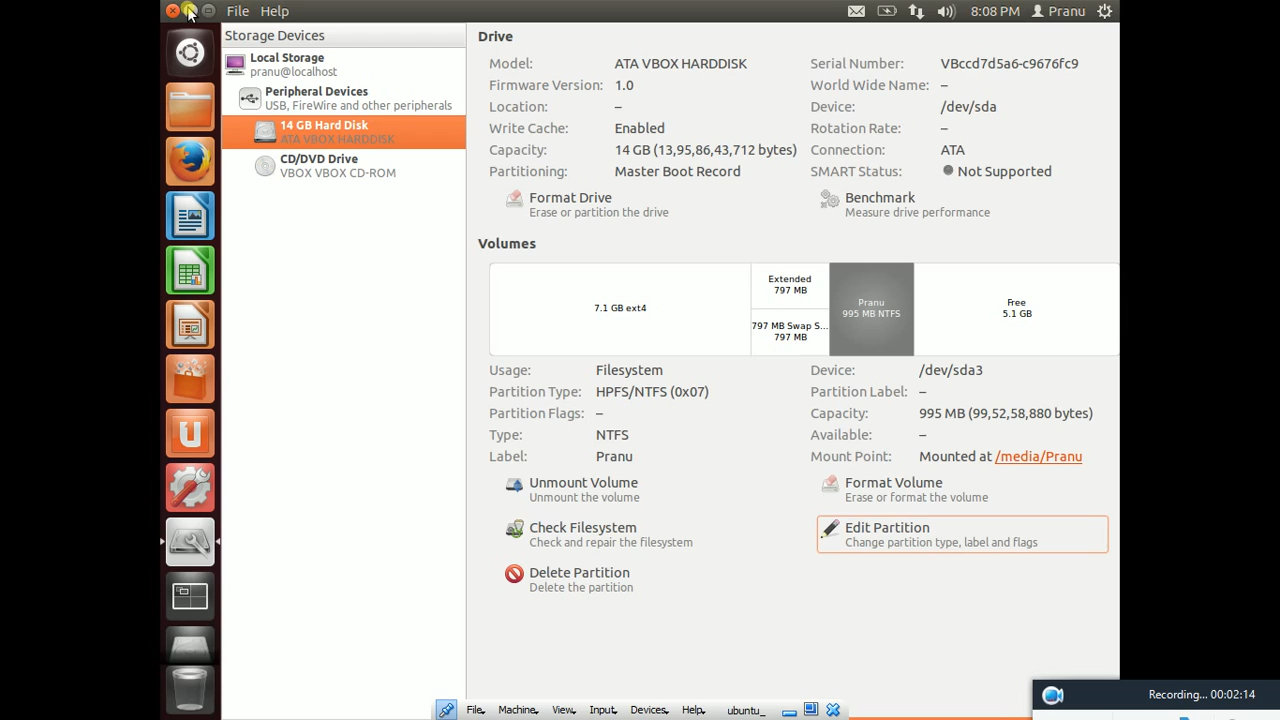 File Help
8:08 PM Pranu
Storage Devices
Local Storage
pranu@localhost
Peripheral Devices
USB, FireWire and other peripherals
14 GB Hard Disk
ATA VBOX HARDDISK
CD/DVD Drive
VBOX VBOX CD-ROM
Drive
Model: ATA VBOX HARDDISK Serial Number: VBccd7d5a6-c9676fc9
Firmware Version: 1.0 World Wide Name: –
Location: – Device: /dev/sda
Write Cache: Enabled Rotation Rate: –
Capacity: 14 GB (13,95,86,43,712 bytes) Connection: ATA
Partitioning: Master Boot Record SMART Status: Not Supported
Format Drive Benchmark
Erase or partition the drive Measure drive performance
Volumes
7.1 GB ext4
Extended
797 MB
797 MB Swap S...
797 MB
Pranu
995 MB NTFS
Free
5.1 GB
Usage: Filesystem Device: /dev/sda3
Partition Type: HPFS/NTFS (0x07) Partition Label: –
Partition Flags: – Capacity: 995 MB (99,52,58,880 bytes)
Type: NTFS Available: –
Label: Pranu Mount Point: Mounted at /media/Pranu
Unmount Volume Format Volume
Unmount the volume Erase or format the volume
Check Filesystem Edit Partition
Check and repair the filesystem Change partition type, label and flags
Delete Partition
Delete the partition
File Machine View Input Devices Help ubuntu_
Recording... 00:02:14